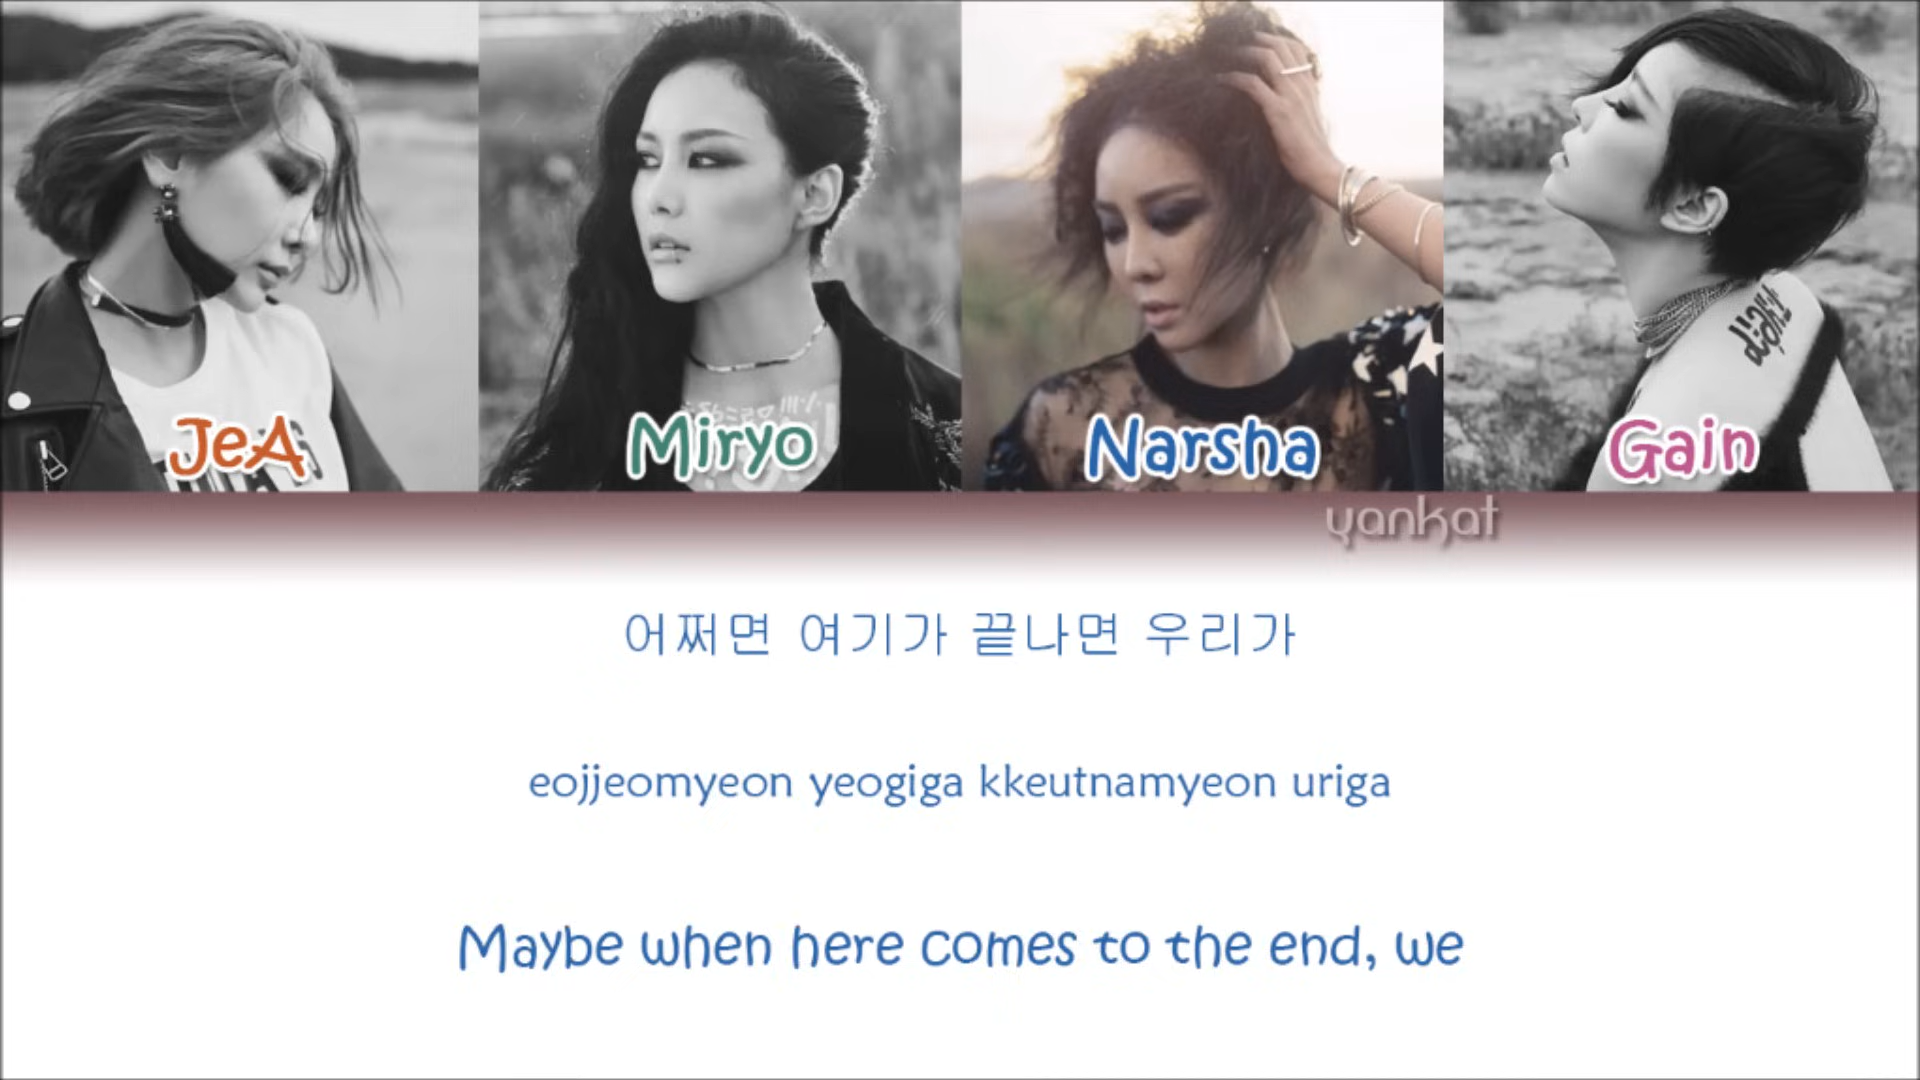 JeA
Miryo
Narsha
Gain
yankat
어쩌면 여기가 끝나면 우리가
eojjeomyeon yeogiga kkeutnamyeon uriga
Maybe when here comes to the end, we